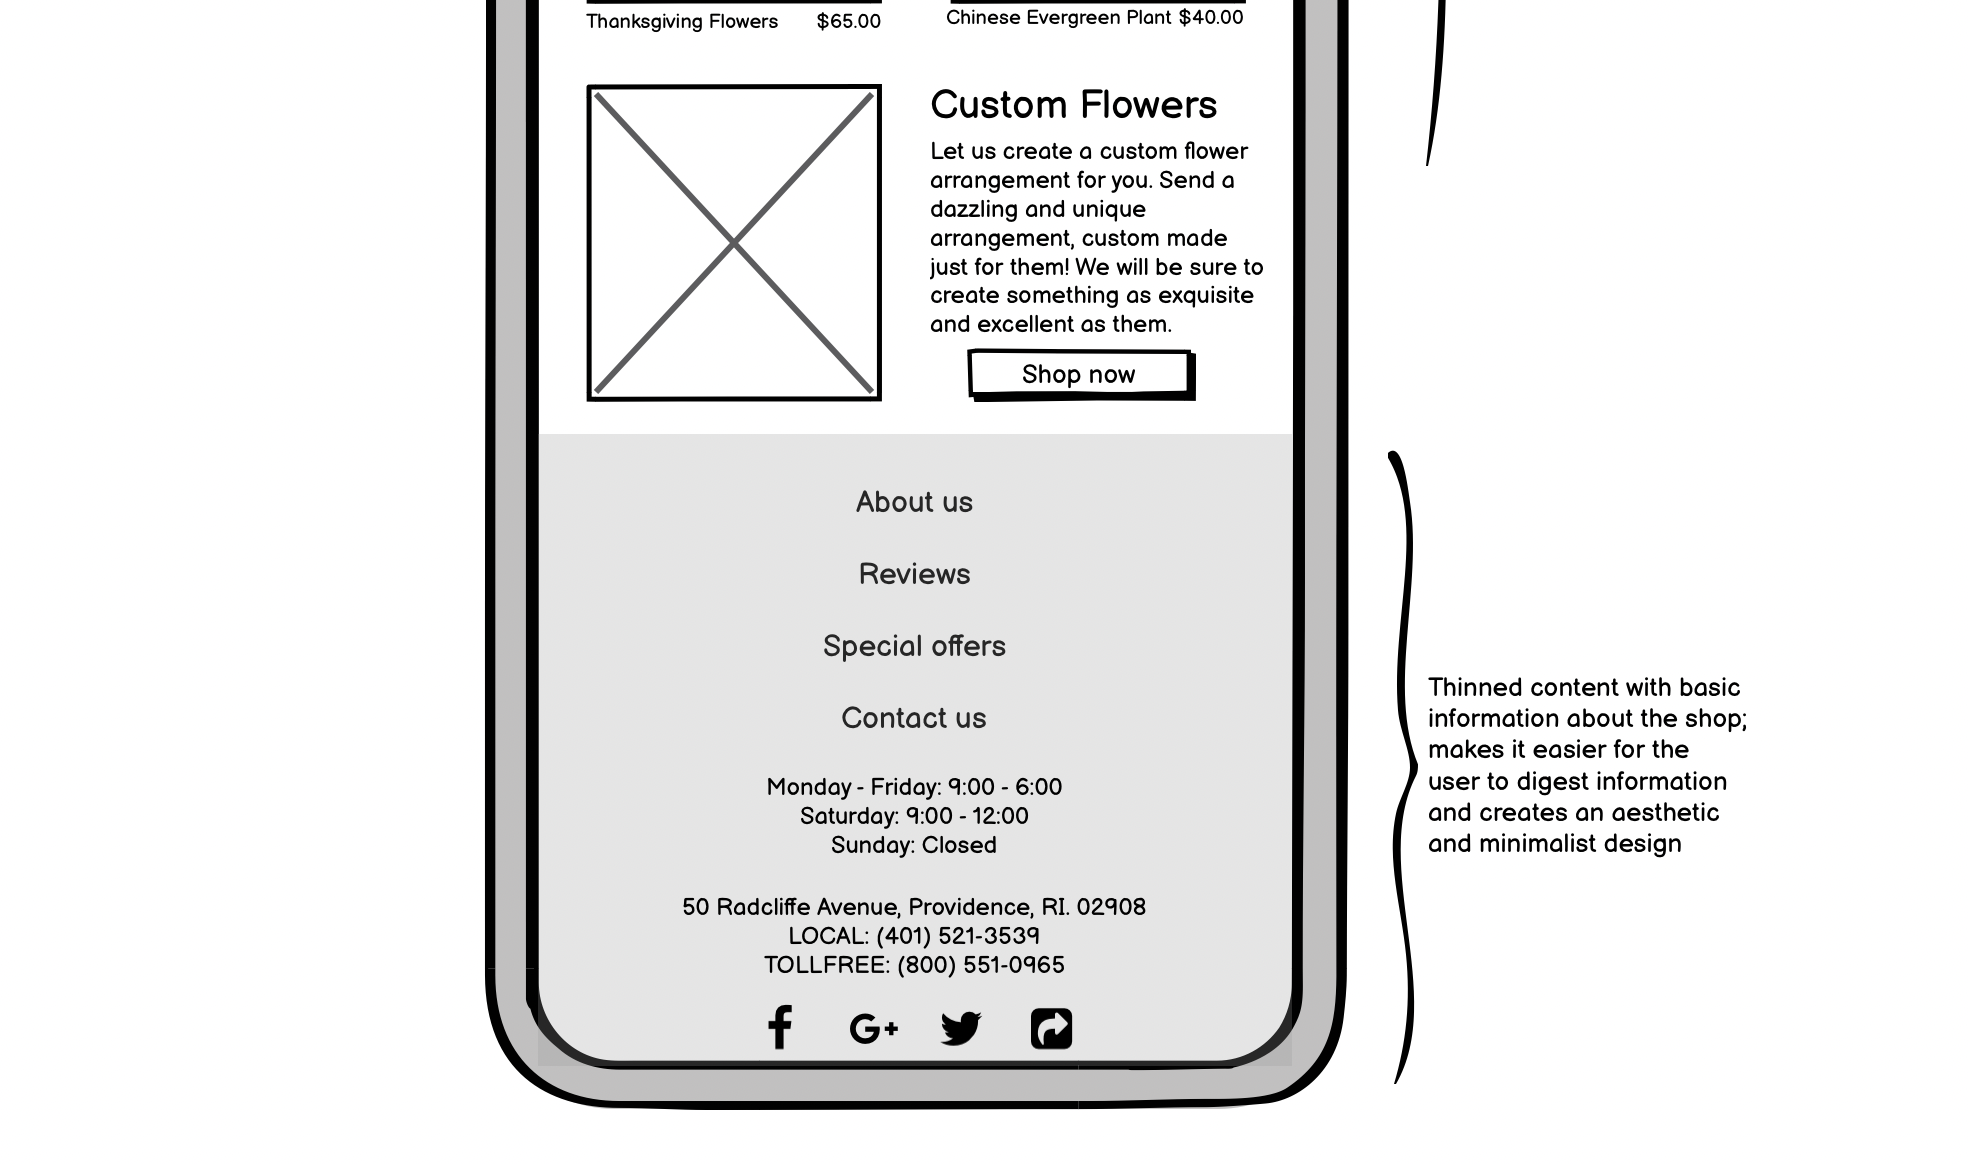 Thanksgiving Flowers $65.00
Chinese Evergreen Plant $40.00
Custom Flowers
Let us create a custom flower
arrangement for you. Send a
dazzling and unique
arrangement, custom made
just for them! We will be sure to
create something as exquisite
and excellent as them.
Shop now
About us
Reviews
Special offers
Contact us
Monday - Friday: 9:00 - 6:00
Saturday: 9:00 - 12:00
Sunday: Closed
50 Radcliffe Avenue, Providence, RI. 02908
LOCAL: (401) 521-3539
TOLLFREE: (800) 551-0965
G+
Thinned content with basic
information about the shop;
makes it easier for the
user to digest information
and creates an aesthetic
and minimalist design